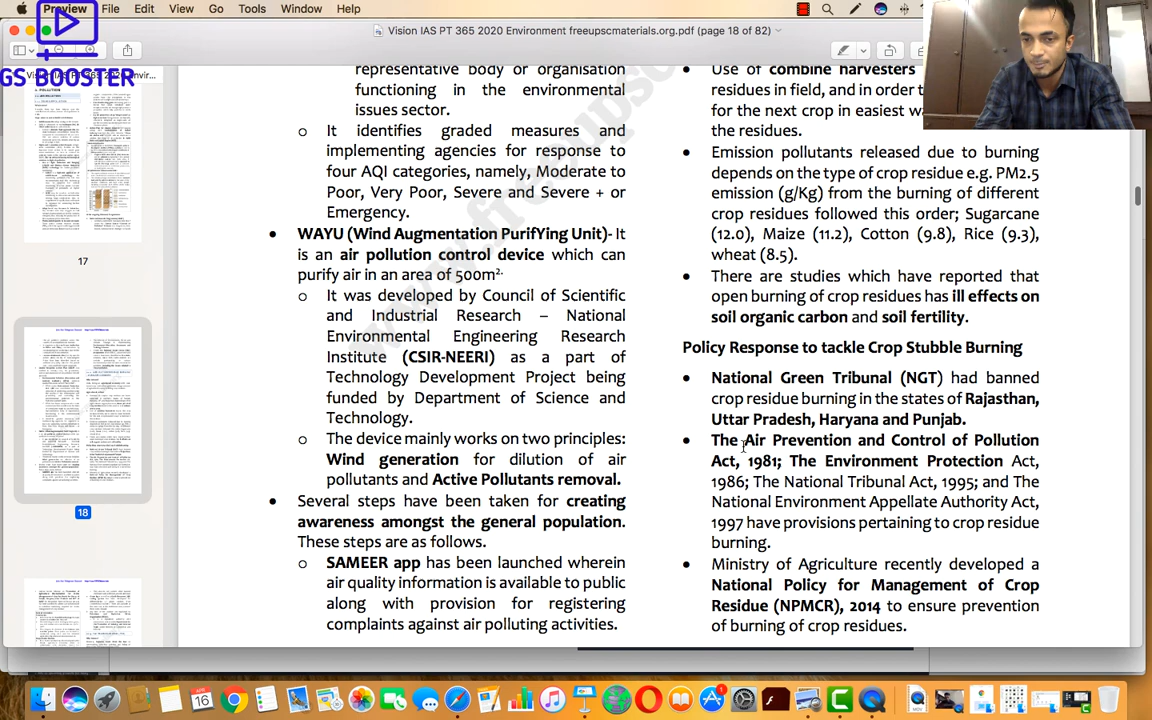 Preview File Edit View Go Tools Window Help
Vision IAS PT 365 2020 Environment freeupscmaterials.org.pdf (page 18 of 82)
GS BOOSTER
17
18
representative body or organisation
functioning in the environmental
issue sector.
o It identifies graded measures and
implementing agencies for response to
four AQI categories, namely, Moderate to
Poor, Very Poor, Severe and Severe + or
Emergency.
• WAYU (Wind Augmentation PurifYing Unit)- It
is an air pollution control device which can
purify air in an area of 500m².
o It was developed by Council of Scientific
and Industrial Research – National
Environmental Engineering Research
Institute (CSIR-NEERI) as a part of
Technology Development Project being
funded by Department of Science and
Technology.
o The device mainly works on two principles:
Wind generation for dilution of air
pollutants and Active Pollutants removal.
• Several steps have been taken for creating
awareness amongst the general population.
These steps are as follows.
o SAMEER app has been launched wherein
air quality information is available to public
along with provision for registering
complaints against air polluting activities.
Use of combine harvesters
residues in field, and in order t
for the next crop in easiest wa
the residues.
• Emission pollutants released due to burning
depends on the type of crop residue e.g. PM2.5
emission (g/Kg) from the burning of different
crop residues followed this order; Sugarcane
(12.0), Maize (11.2), Cotton (9.8), Rice (9.3),
wheat (8.5).
• There are studies which have reported that
open burning of crop residues has ill effects on
soil organic carbon and soil fertility.
Policy Response to tackle Crop Stubble Burning
• National Green Tribunal (NGT) had banned
crop residue burning in the states of Rajasthan,
Uttar Pradesh, Haryana and Punjab.
• The Air Prevention and Control of Pollution
Act, 1981; The Environment Protection Act,
1986; The National Tribunal Act, 1995; and The
National Environment Appellate Authority Act,
1997 have provisions pertaining to crop residue
burning.
• Ministry of Agriculture recently developed a
National Policy for Management of Crop
Residue (NPMCR), 2014 to ensure prevention
of burning of crop residues.